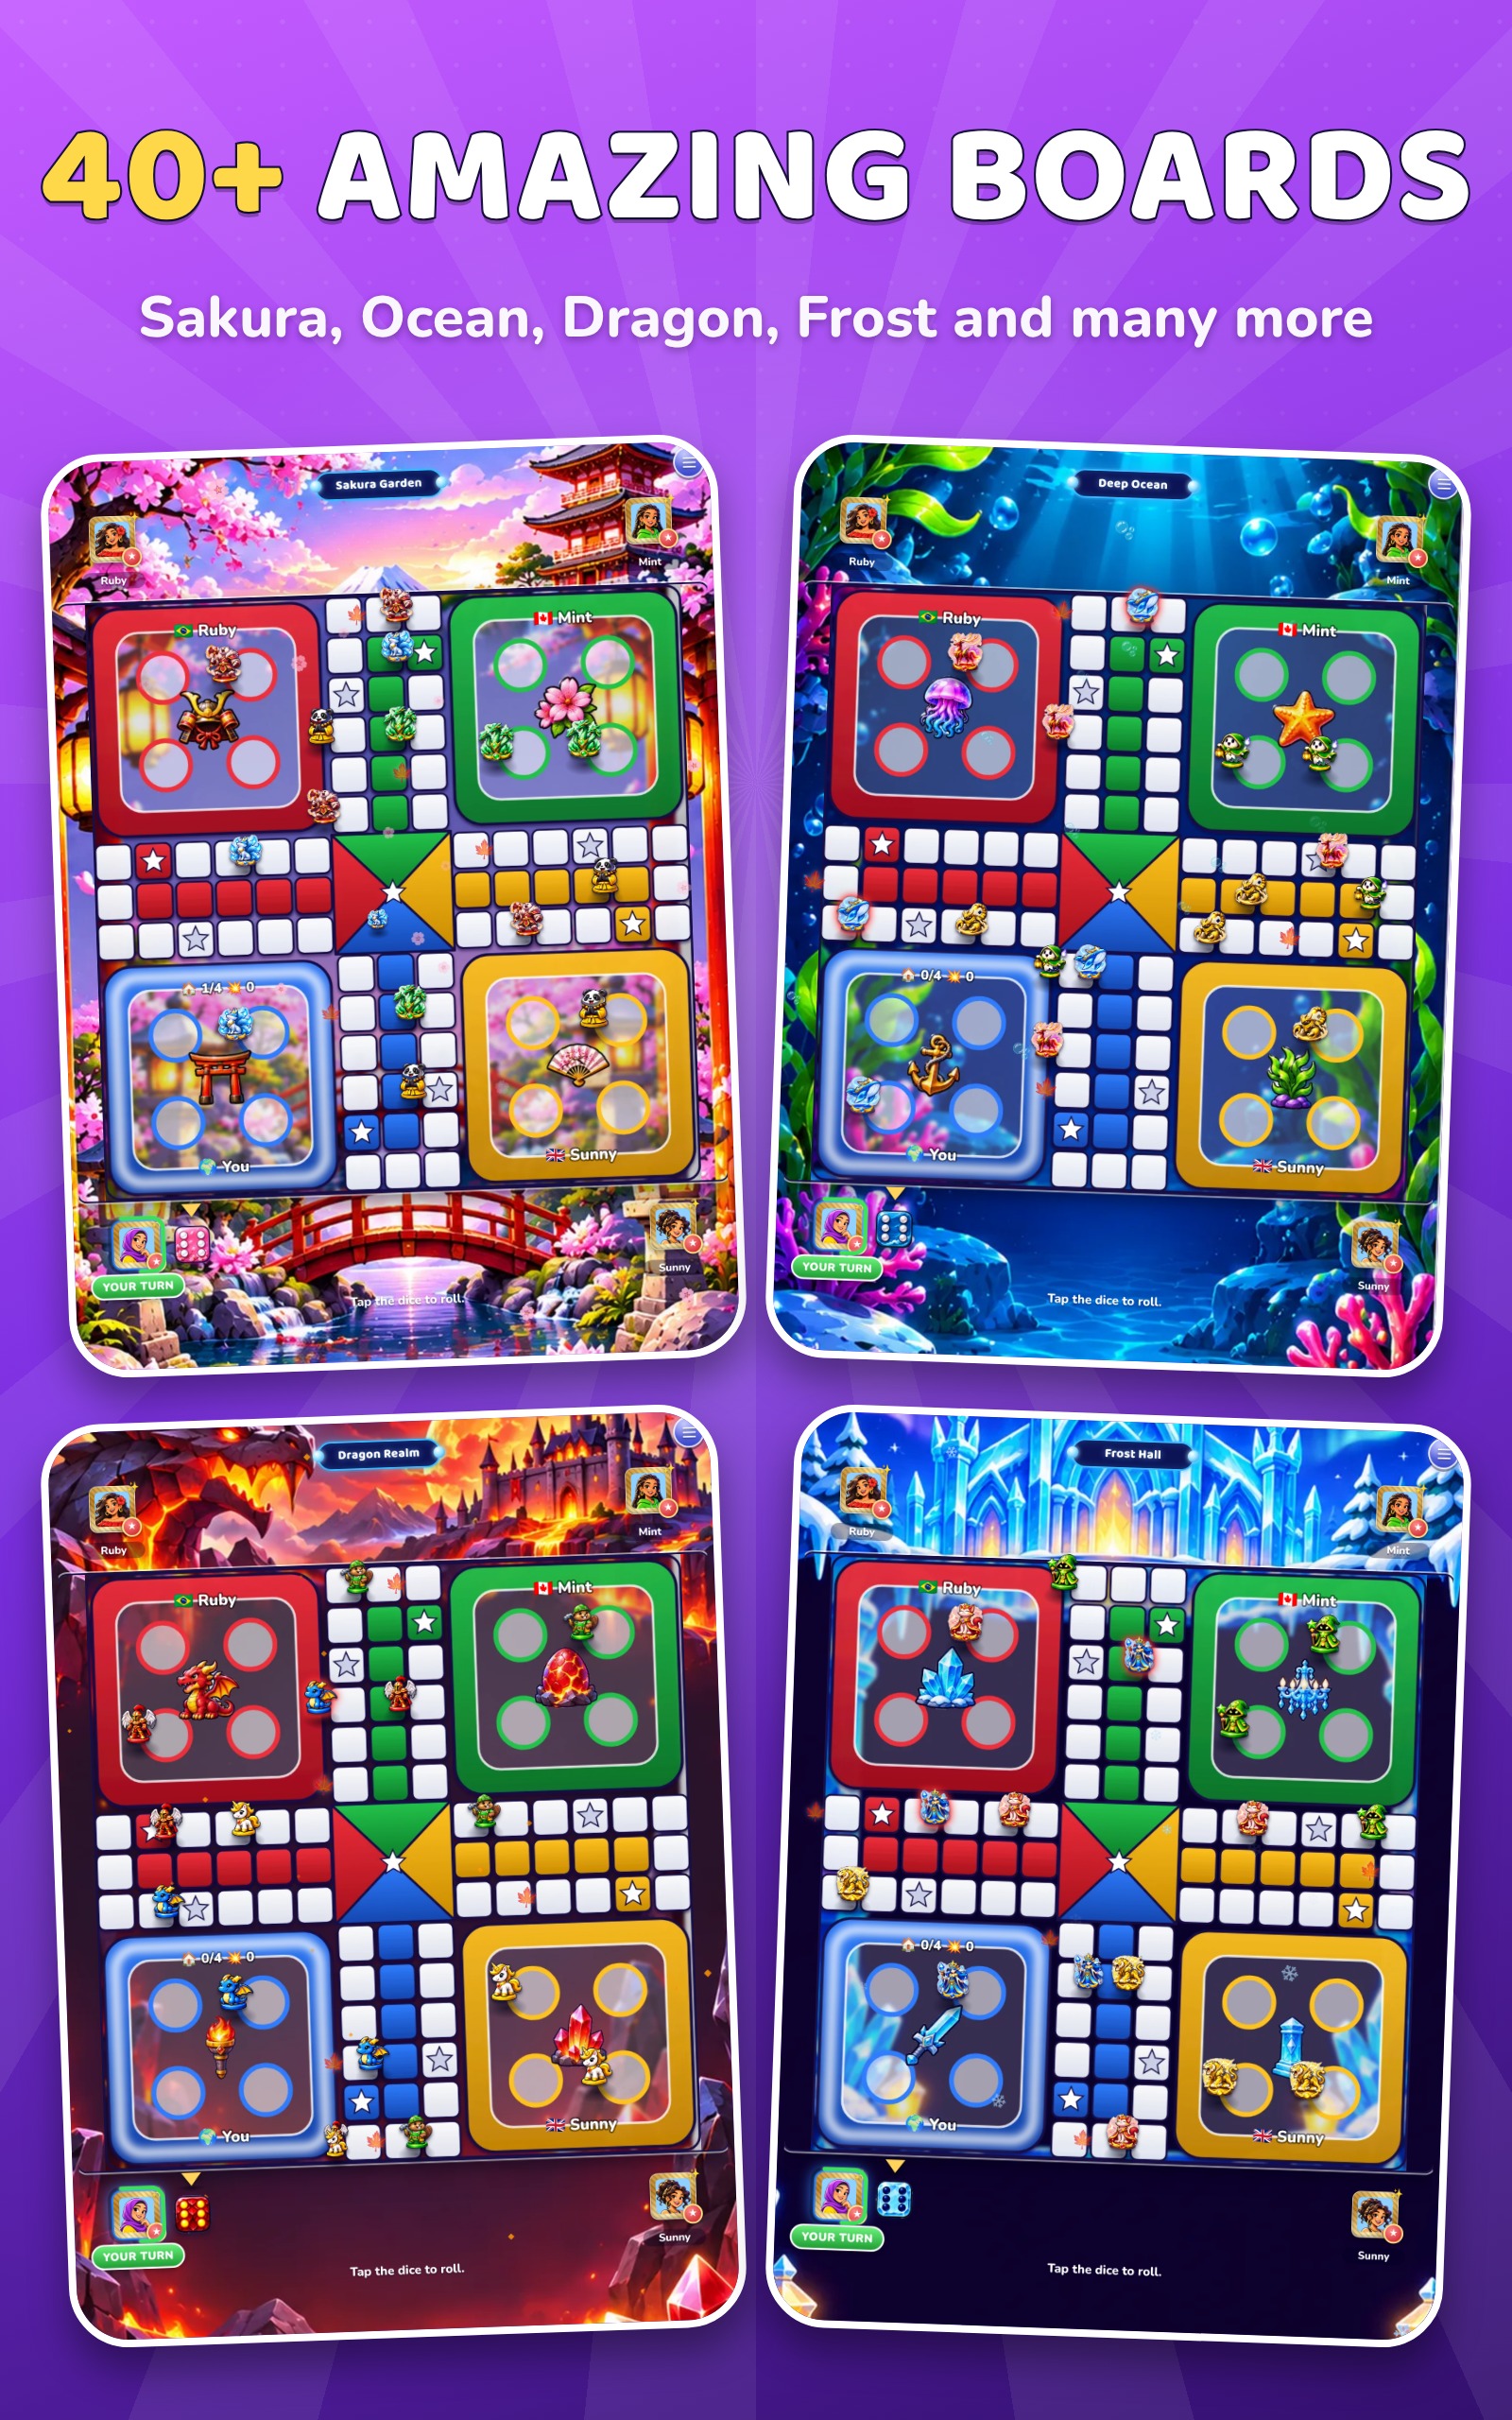 40+ AMAZING BOARDS
Sakura, Ocean, Dragon, Frost and many more
Sakura Garden
Ruby
Mint
Ruby
Mint
1/4 0
You
Sunny
YOUR TURN
Sunny
Tap the dice to roll.
Deep Ocean
Ruby
Mint
Ruby
Mint
0/4 0
You
Sunny
YOUR TURN
Sunny
Tap the dice to roll.
Dragon Realm
Ruby
Mint
Ruby
Mint
0/4 0
You
Sunny
YOUR TURN
Sunny
Tap the dice to roll.
Frost Hall
Ruby
Mint
Ruby
Mint
0/4 0
You
Sunny
YOUR TURN
Sunny
Tap the dice to roll.